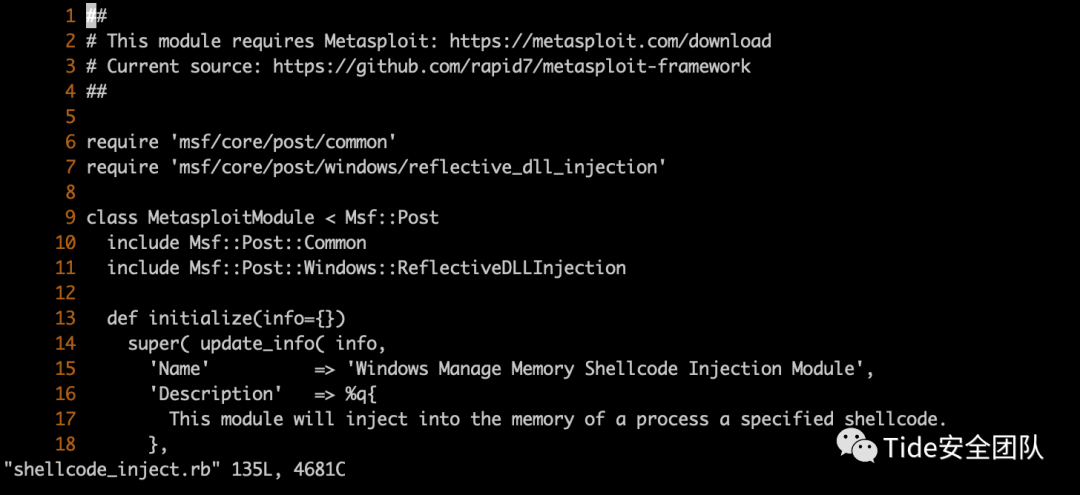 1 ##
2 # This module requires Metasploit: https://metasploit.com/download
3 # Current source: https://github.com/rapid7/metasploit-framework
4 ##
5
6 require 'msf/core/post/common'
7 require 'msf/core/post/windows/reflective_dll_injection'
8
9 class MetasploitModule < Msf::Post
10   include Msf::Post::Common
11   include Msf::Post::Windows::ReflectiveDLLInjection
12
13   def initialize(info={})
14     super( update_info( info,
15       'Name'          => 'Windows Manage Memory Shellcode Injection Module',
16       'Description'   => %q{
17         This module will inject into the memory of a process a specified shellcode.
18       },
Tide安全团队
"shellcode_inject.rb" 135L, 4681C